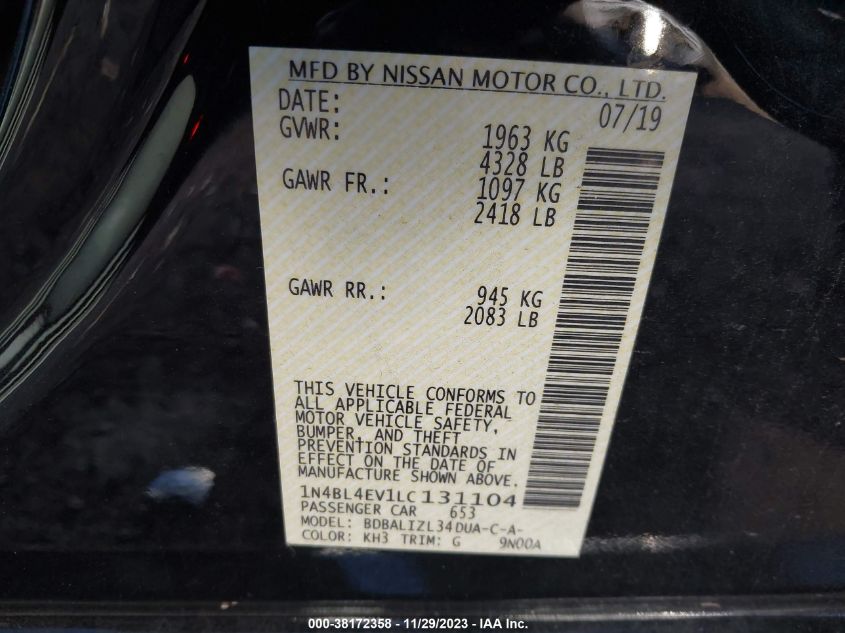 MFD BY NISSAN MOTOR CO., LTD.
DATE: 07/19
GVWR: 1963 KG
4328 LB
GAWR FR.: 1097 KG
2418 LB
GAWR RR.: 945 KG
2083 LB
THIS VEHICLE CONFORMS TO
ALL APPLICABLE FEDERAL
MOTOR VEHICLE SAFETY,
BUMPER, AND THEFT
PREVENTION STANDARDS IN
EFFECT ON THE DATE OF
MANUFACTURE SHOWN ABOVE.
1N4BL4EV1LC131104
PASSENGER CAR 653
MODEL: BDBALIZL34DUA-C-A-
COLOR: KH3 TRIM: G 9N00A
000-38172358 - 11/29/2023 - IAA Inc.